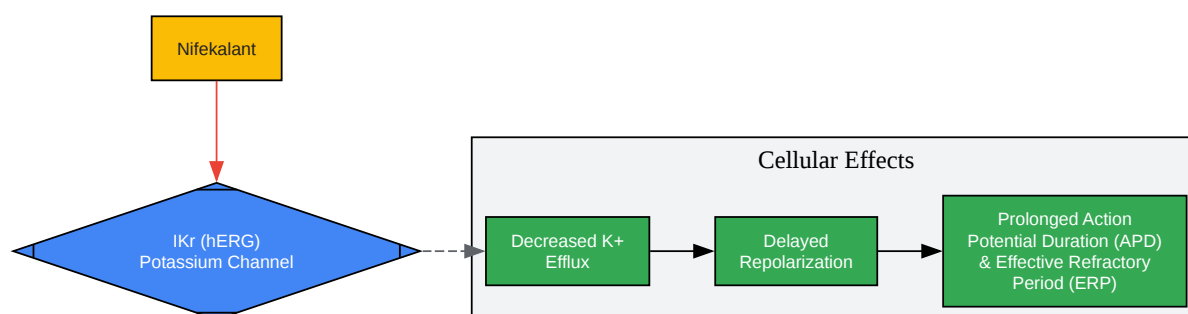 Nifekalant
Cellular Effects
IKr (hERG)
Potassium Channel
Decreased K+
Efflux
Delayed
Repolarization
Prolonged Action
Potential Duration (APD)
& Effective Refractory
Period (ERP)